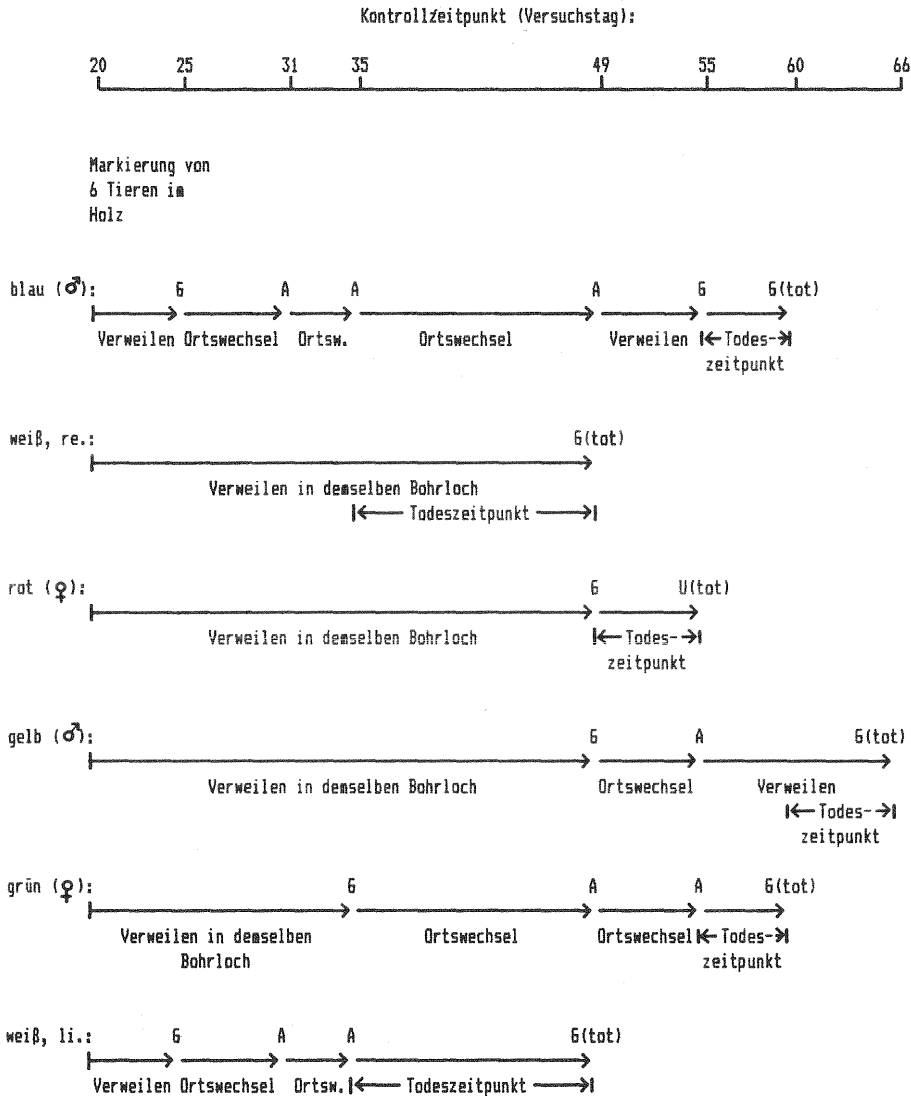 Kontrollzeitpunkt (Versuchstag):
20 25 31 35 49 55 60 66
Markierung von
6 Tieren im
Holz
blau (♂): G A A A G G(tot)
Verweilen Ortswechsel Ortsw. Ortswechsel Verweilen Todes-
zeitpunkt
weiß, re.: G(tot)
Verweilen in demselben Bohrloch
Todeszeitpunkt
rot (♀): G U(tot)
Verweilen in demselben Bohrloch Todes-
zeitpunkt
gelb (♂): G A G(tot)
Verweilen in demselben Bohrloch Ortswechsel Verweilen
Todes-
zeitpunkt
grün (♀): G A A G(tot)
Verweilen in demselben Ortswechsel Ortswechsel Todes-
Bohrloch zeitpunkt
weiß, li.: G A A G(tot)
Verweilen Ortswechsel Ortsw. Todeszeitpunkt